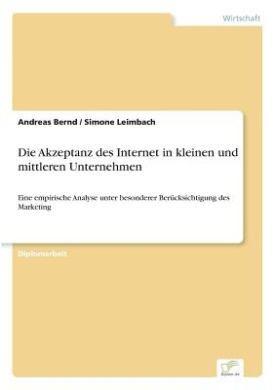 Wirtschaft
Andreas Bernd / Simone Leimbach
Die Akzeptanz des Internet in kleinen und
mittleren Unternehmen
Eine empirische Analyse unter besonderer Berücksichtigung des
Marketing
Diplomarbeit